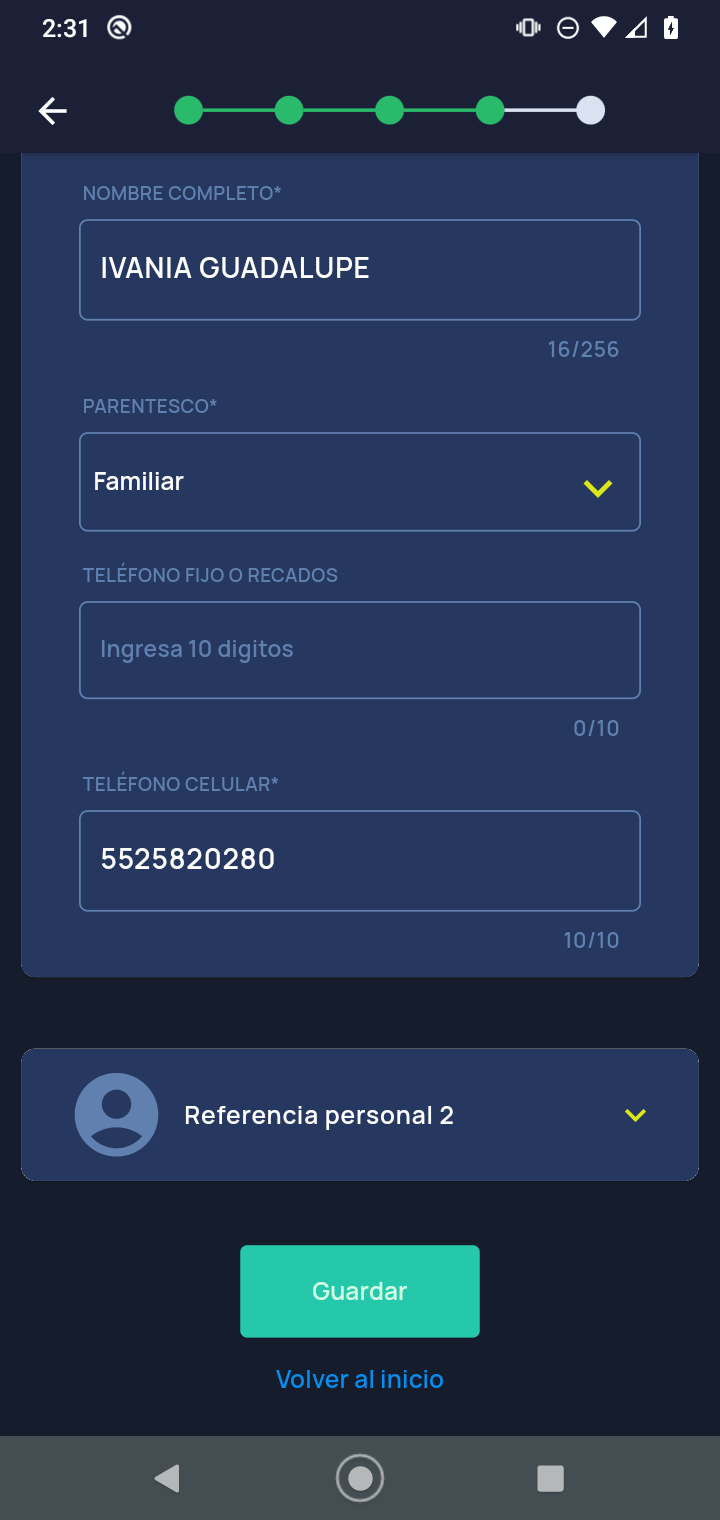 2:31
NOMBRE COMPLETO*
IVANIA GUADALUPE
16/256
PARENTESCO*
Familiar
TELÉFONO FIJO O RECADOS
Ingresa 10 digitos
0/10
TELÉFONO CELULAR*
5525820280
10/10
Referencia personal 2
Guardar
Volver al inicio